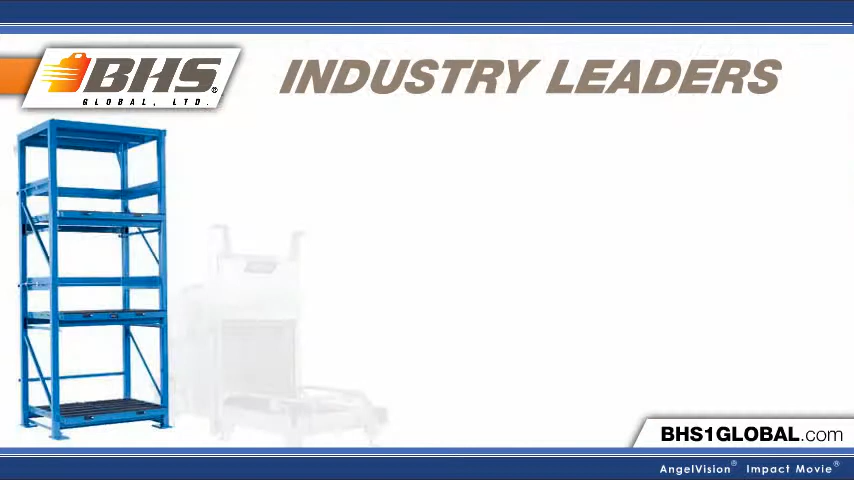 BHS®
GLOBAL, LTD.
INDUSTRY LEADERS
BHS1GLOBAL.com
AngelVision® Impact Movie®